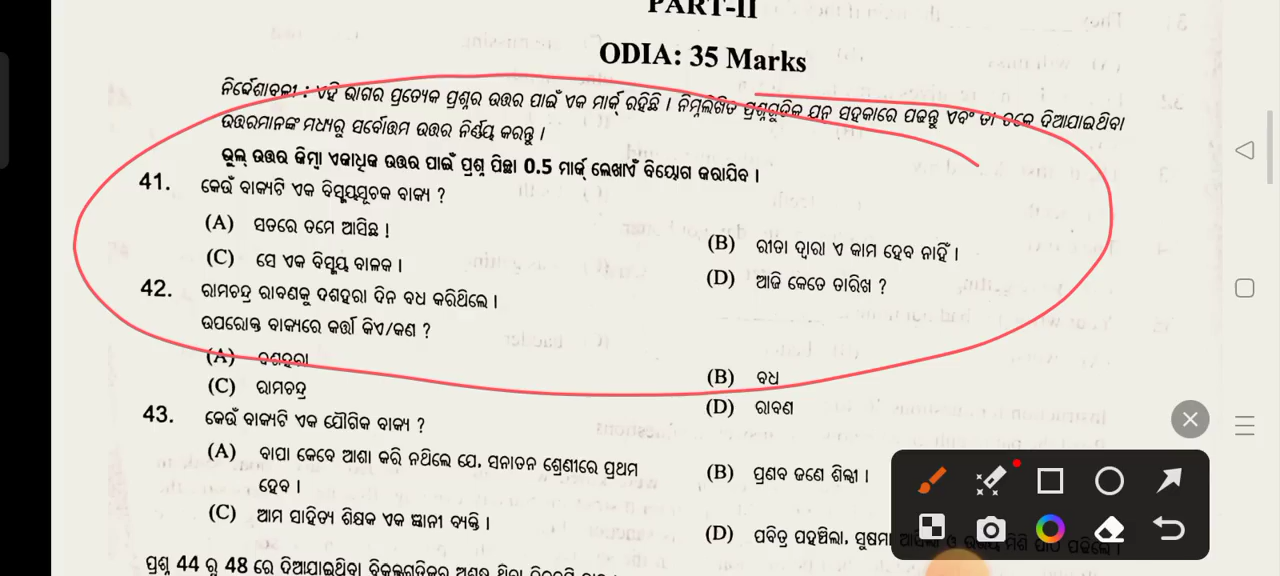 PART-II
ODIA: 35 Marks
ନିର୍ଦ୍ଦେଶାବଳୀ : ଏହି ଭାଗର ପ୍ରତ୍ୟେକ ପ୍ରଶ୍ନର ଉତ୍ତର ପାଇଁ ଏକ ମାର୍କ୍ ରହିଛି । ନିମ୍ନଲିଖିତ ପ୍ରଶ୍ନଗୁଡ଼ିକ ଯତ୍ନ ସହକାରେ ପଢ଼ନ୍ତୁ ଏବଂ ତା ତଳେ ଦିଆଯାଇଥିବା
ଉତ୍ତରମାନଙ୍କ ମଧ୍ୟରୁ ସର୍ବୋତ୍ତମ ଉତ୍ତର ନିର୍ଣ୍ଣୟ କରନ୍ତୁ ।
ଭୁଲ୍ ଉତ୍ତର କିମ୍ବା ଏକାଧିକ ଉତ୍ତର ପାଇଁ ପ୍ରଶ୍ନ ପିଛା 0.5 ମାର୍କ୍ ଲେଖାଏଁ ବିୟୋଗ କରାଯିବ ।
41. କେଉଁ ବାକ୍ୟଟି ଏକ ବିସ୍ମୟସୂଚକ ବାକ୍ୟ ?
(A) ସତରେ ତମେ ଆସିଛ !
(B) ରୀତା ଦ୍ୱାରା ଏ କାମ ହେବ ନାହିଁ ।
(C) ସେ ଏକ ବିସ୍ମୟ ବାଳକ ।
(D) ଆଜି କେତେ ତାରିଖ ?
42. ରାମଚନ୍ଦ୍ର ରାବଣକୁ ଦଶହରା ଦିନ ବଧ କରିଥିଲେ ।
ଉପରୋକ୍ତ ବାକ୍ୟରେ କର୍ତ୍ତା କିଏ/କଣ ?
(A) ଦଶହରା
(B) ବଧ
(C) ରାମଚନ୍ଦ୍ର
(D) ରାବଣ
43. କେଉଁ ବାକ୍ୟଟି ଏକ ଯୌଗିକ ବାକ୍ୟ ?
(A) ବାପା କେବେ ଆଶା କରି ନଥିଲେ ଯେ, ସନାତନ ଶ୍ରେଣୀରେ ପ୍ରଥମ
ହେବ ।
(B) ପ୍ରଣବ ଜଣେ ଶିଳ୍ପୀ ।
(C) ଆମ ସାହିତ୍ୟ ଶିକ୍ଷକ ଏକ ଜ୍ଞାନୀ ବ୍ୟକ୍ତି ।
(D) ପବିତ୍ର ପହଞ୍ଚିଲା, ସୁଷମା ଆସିଲା ଓ ଉଭୟ ମିଶି ପାଠ ପଢ଼ିଲେ ।
ପ୍ରଶ୍ନ 44 ରୁ 48 ରେ ଦିଆଯାଇଥିବା